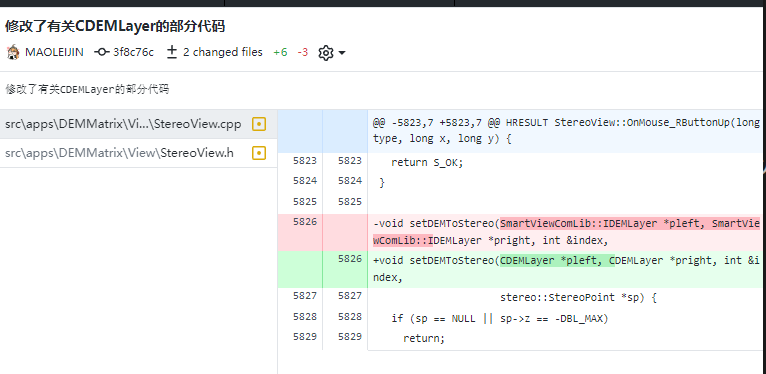 修改了有关CDEMLayer的部分代码
MAOLEIJIN 3f8c76c 2 changed files +6 -3
修改了有关CDEMLayer的部分代码
src\apps\DEMMatrix\Vi...\StereoView.cpp
src\apps\DEMMatrix\View\StereoView.h
@@ -5823,7 +5823,7 @@ HRESULT StereoView::OnMouse_RButtonUp(long
type, long x, long y) {
5823 5823 return S_OK;
5824 5824 }
5825 5825
5826 -void setDEMToStereo(SmartViewComLib::IDEMLayer *pleft, SmartVie
wComLib::IDEMLayer *pright, int &index,
5826 +void setDEMToStereo(CDEMLayer *pleft, CDEMLayer *pright, int &i
ndex,
5827 5827 stereo::StereoPoint *sp) {
5828 5828 if (sp == NULL || sp->z == -DBL_MAX)
5829 5829 return;